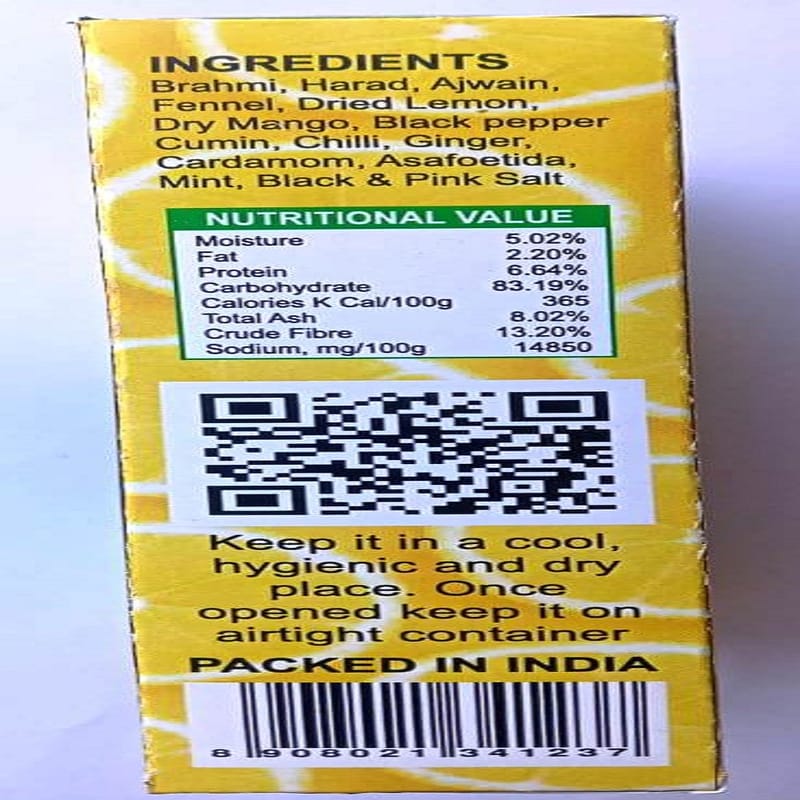 INGREDIENTS
Brahmi, Harad, Ajwain,
Fennel, Dried Lemon,
Dry Mango, Black pepper
Cumin, Chilli, Ginger,
Cardamom, Asafoetida,
Mint, Black & Pink Salt
NUTRITIONAL VALUE
Moisture 5.02%
Fat 2.20%
Protein 6.64%
Carbohydrate 83.19%
Calories K Cal/100g 365
Total Ash 8.02%
Crude Fibre 13.20%
Sodium, mg/100g 14850
Keep it in a cool,
hygienic and dry
place. Once
opened keep it on
airtight container
PACKED IN INDIA
8 908021 341237